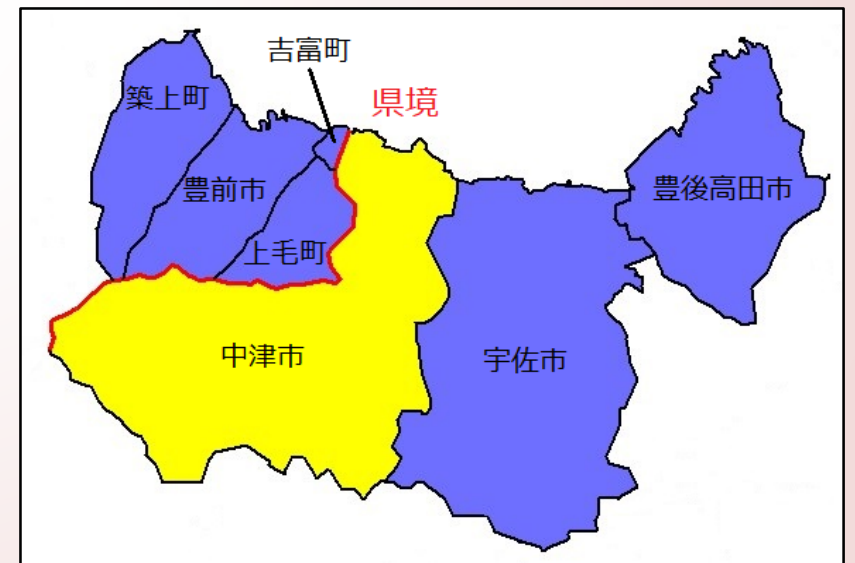 吉富町
県境
築上町
豊前市
豊後高田市
上毛町
中津市
宇佐市